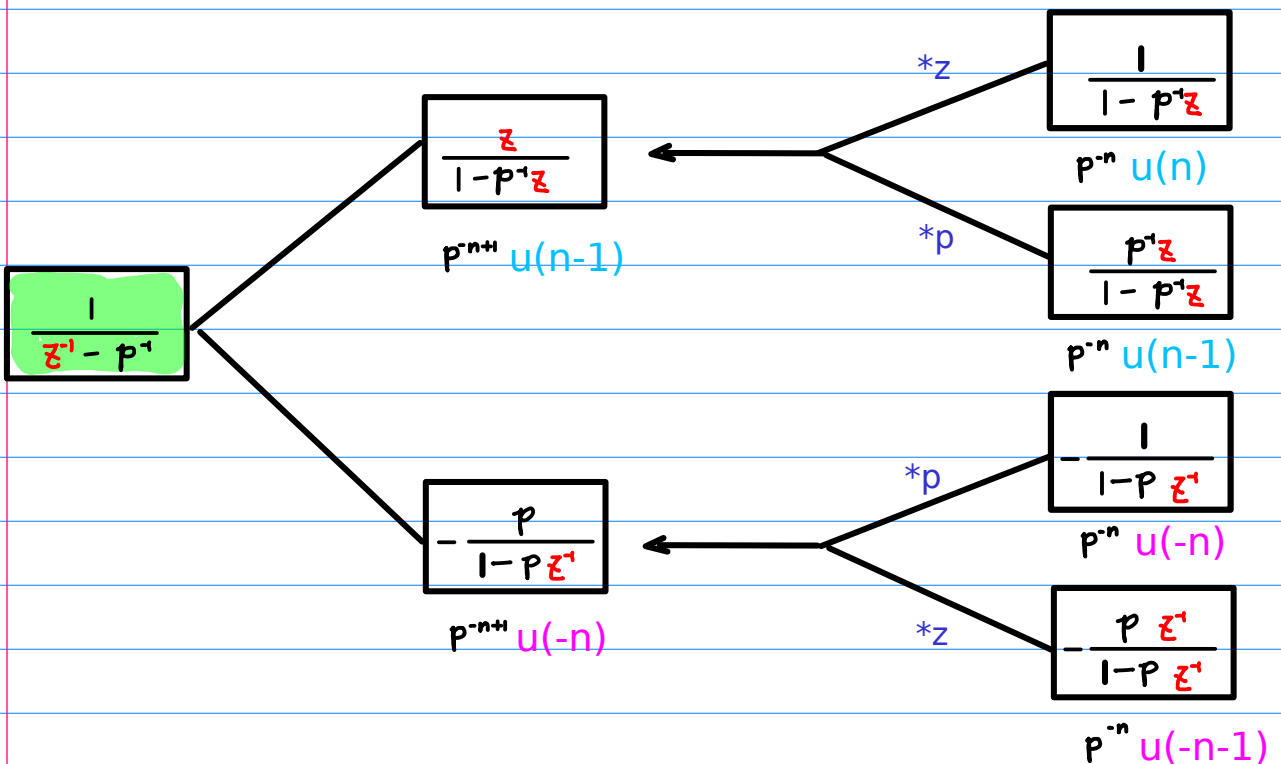 1 / (z⁻¹ − p⁻¹)
z / (1 − p⁻¹z)
p⁻ⁿ⁺¹ u(n-1)
− p / (1 − p z⁻¹)
p⁻ⁿ⁺¹ u(-n)
*z
1 / (1 − p⁻¹z)
p⁻ⁿ u(n)
*p
p⁻¹z / (1 − p⁻¹z)
p⁻ⁿ u(n-1)
*p
− 1 / (1 − p z⁻¹)
p⁻ⁿ u(-n)
*z
− p z⁻¹ / (1 − p z⁻¹)
p⁻ⁿ u(-n-1)